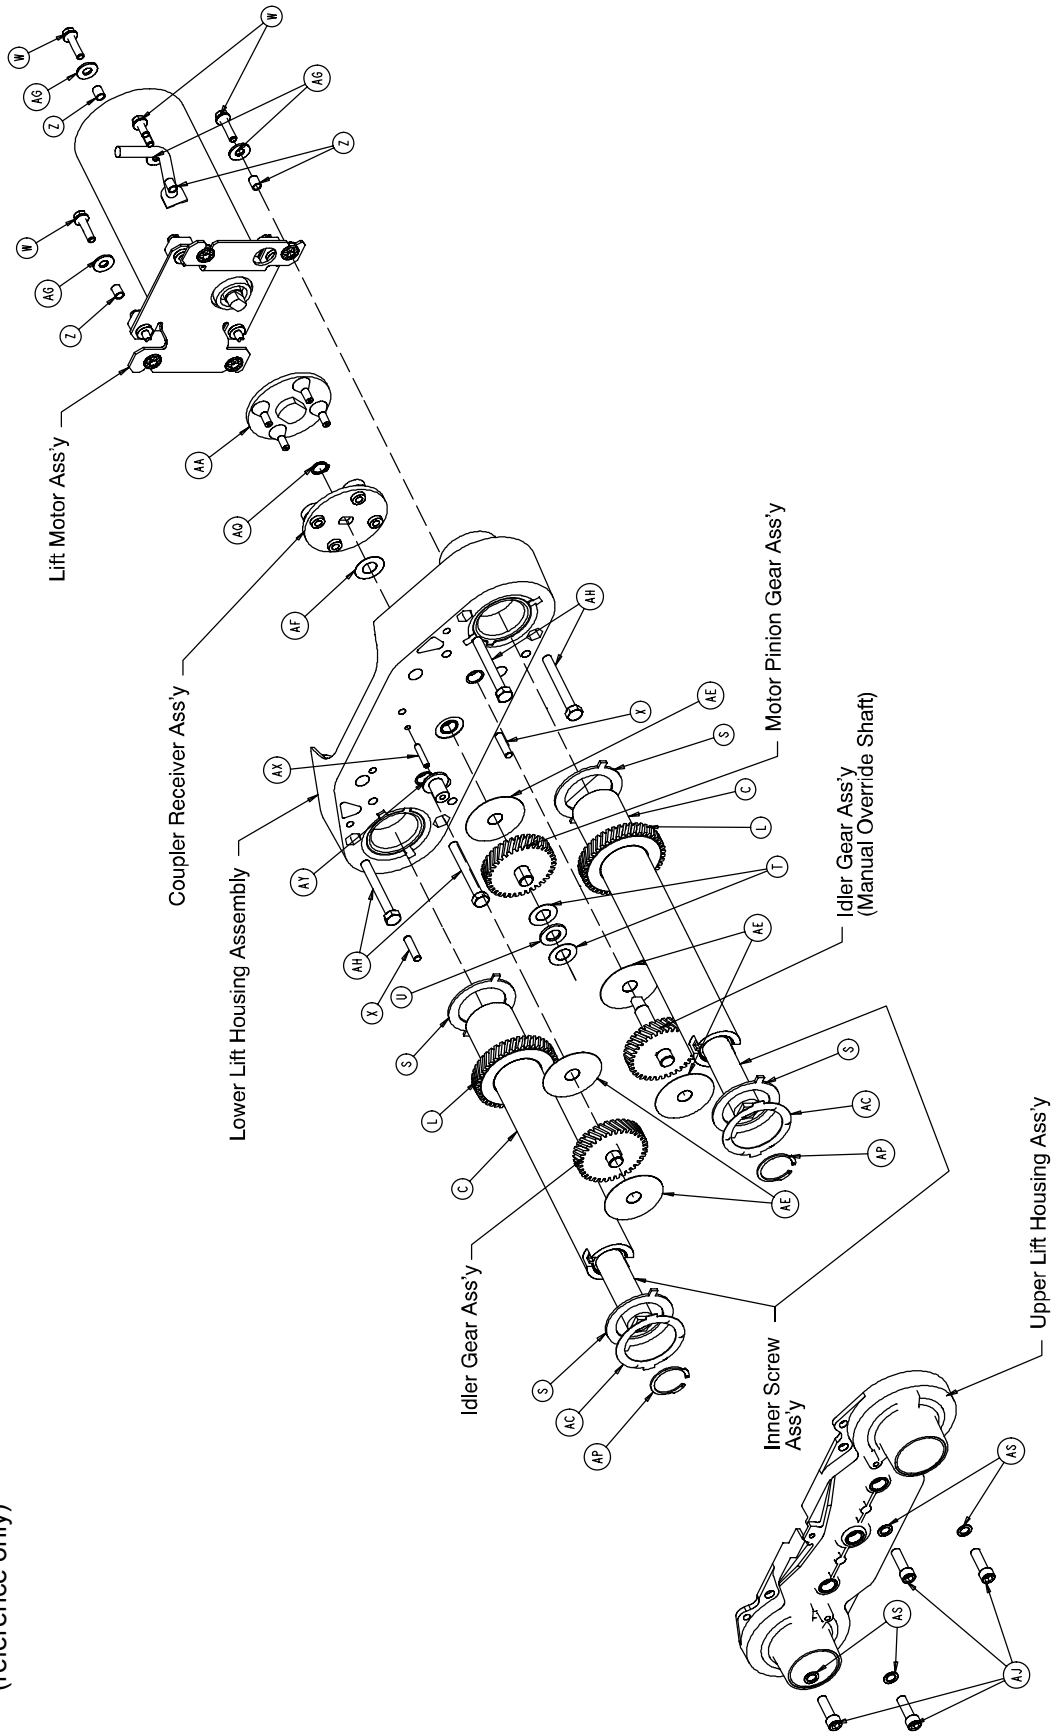 (reference only)
W
W
AG
AG
Z
Lift Motor Ass'y
Z
Coupler Receiver Ass'y
AA
AQ
Lower Lift Housing Assembly
W
AX
AF
AY
AG
Z
AH
X
U
S
L
C
Idler Gear Ass'y
S
AC
AH
AP
X
AE
S
C
AE
L
Motor Pinion Gear Ass'y
T
AE
Inner Screw
Ass'y
Idler Gear Ass'y
(Manual Override Shaft)
S
AC
AP
AS
AS
AJ
Upper Lift Housing Ass'y